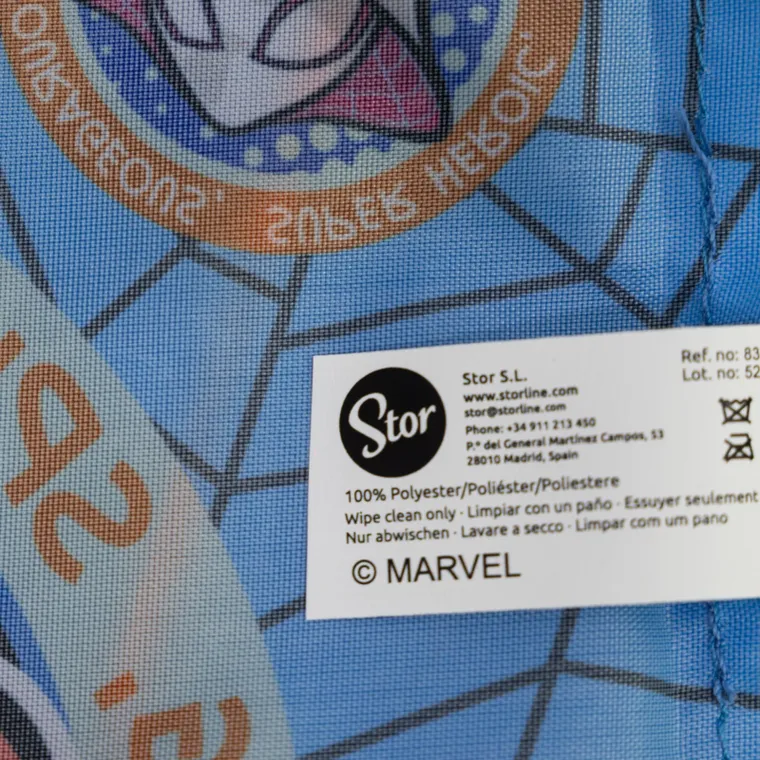 OURAGEOUS · SUPER HEROIC ·
SPI
Stor
Stor S.L.
www.storline.com
stor@storline.com
Phone: +34 911 213 450
P.º del General Martínez Campos, 53
28010 Madrid, Spain
Ref. no: 83
Lot. no: 52
100% Polyester/Poliéster/Poliestere
Wipe clean only · Limpiar con un paño · Essuyer seulement
Nur abwischen · Lavare a secco · Limpar com um pano
© MARVEL